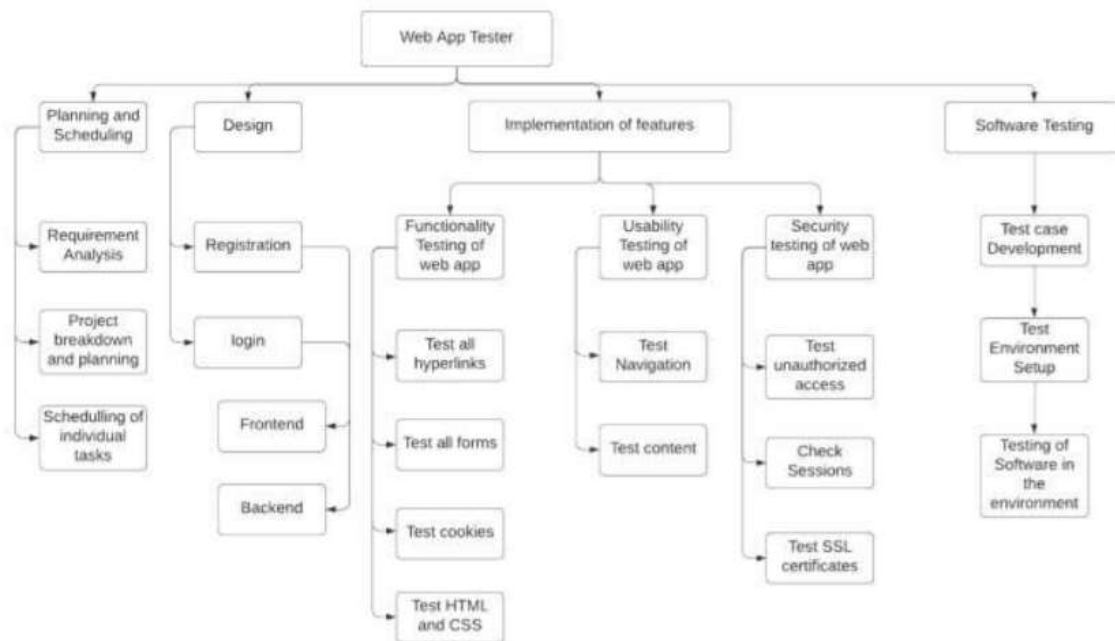 Web App Tester
Planning and
Scheduling
Design
Implementation of features
Software Testing
Requirement
Analysis
Project
breakdown
and planning
Schedulling of
individual
tasks
Registration
login
Frontend
Backend
Functionality
Testing of
web app
Test all
hyperlinks
Test all forms
Test cookies
Test HTML
and CSS
Usability
Testing of
web app
Test
Navigation
Test content
Security
testing of web
app
Test
unauthorized
access
Check
Sessions
Test SSL
certificates
Test case
Development
Test
Environment
Setup
Testing of
Software in
the
environment